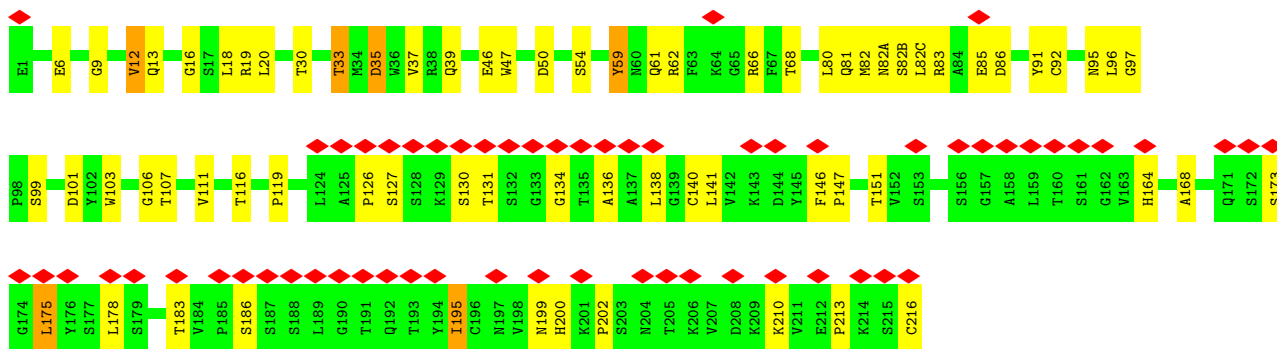 E1 E6 G9 V12 Q13 G16 S17 L18 R19 L20 T30 T33 M34 D35 W36 V37 R38 Q39 E46 W47 D50 S54 Y59 N60 Q61 R62 F63 K64 G65 R66 F67 T68 L80 Q81 M82 N82A S82B L82C R83 A84 E85 D86 Y91 C92 N95 L96 G97
P98 S99 D101 Y102 W103 G106 T107 V111 T116 P119 L124 A125 P126 S127 S128 K129 S130 T131 S132 G133 G134 T135 A136 A137 L138 G139 C140 L141 V142 K143 D144 Y145 F146 P147 T151 V152 S153 S156 G157 A158 L159 T160 S161 G162 V163 H164 A168 Q171 S172 S173
G174 L175 Y176 S177 L178 S179 T183 V184 P185 S186 S187 S188 L189 G190 T191 Q192 T193 Y194 I195 C196 N197 V198 N199 H200 K201 P202 S203 N204 T205 K206 V207 D208 K209 K210 V211 E212 P213 K214 S215 C216